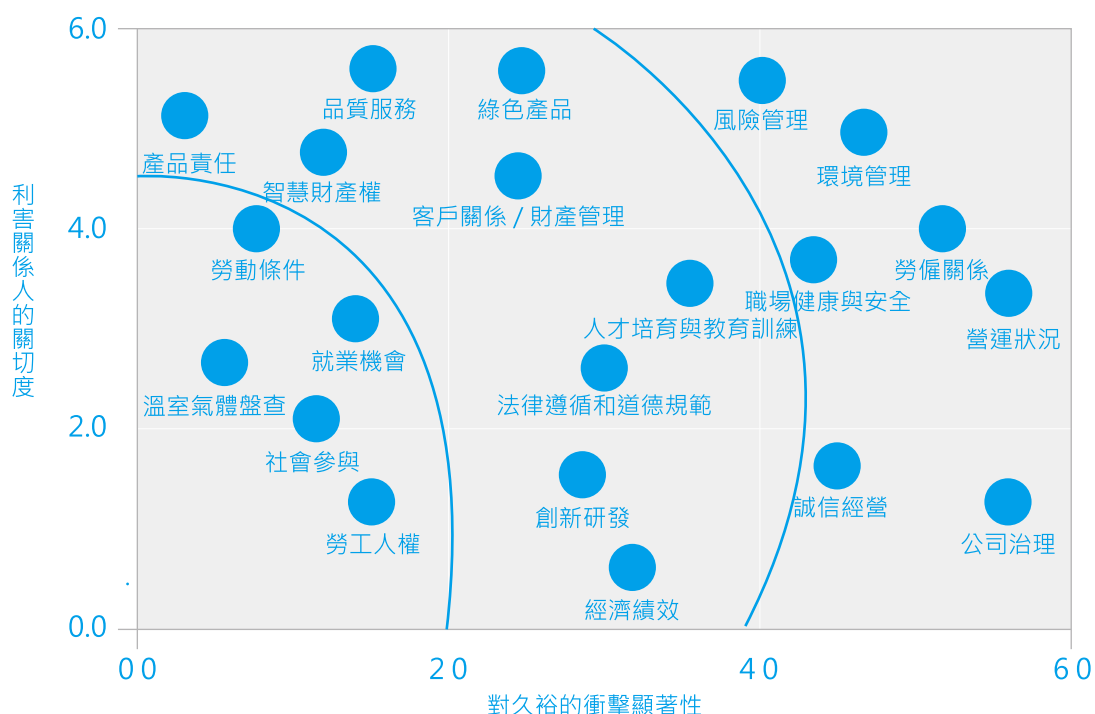 6.0
品質服務
綠色產品
風險管理
產品責任
環境管理
智慧財產權
客戶關係 / 財產管理
利害關係人的關切度
4.0
勞動條件
勞僱關係
職場健康與安全
人才培育與教育訓練
營運狀況
就業機會
溫室氣體盤查
法律遵循和道德規範
2.0
社會參與
誠信經營
創新研發
勞工人權
公司治理
經濟績效
0.0
00
20
40
60
對久裕的衝擊顯著性